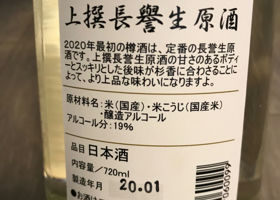 上撰長譽生原酒
2020年最初の樽酒は、定番の長誉生原
酒です。上撰長誉生原酒の甘さのあるボディ
ーとスッキリとした後味が杉香に合わさることによ
って、より上品な味わいになりますよ。
原材料名:米(国産)・米こうじ(国産米)
・醸造アルコール
アルコール分:19%
品目 日本酒
内容量/720ml
製造年月 20.01
●お酒は